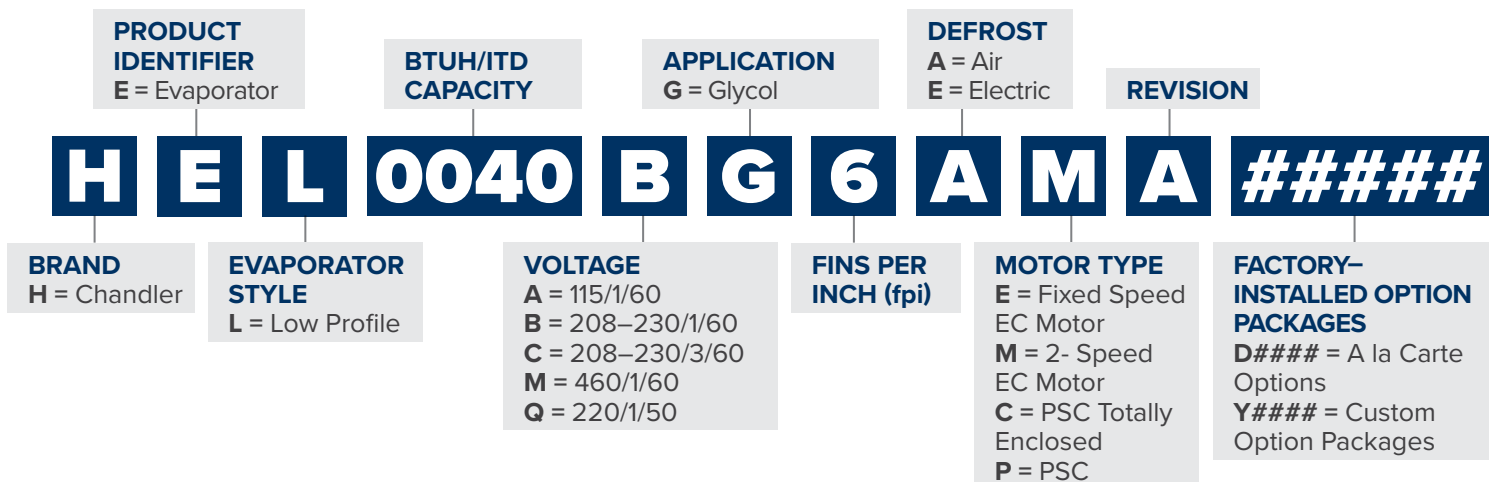 PRODUCT
IDENTIFIER
E = Evaporator
BTUH/ITD
CAPACITY
APPLICATION
G = Glycol
DEFROST
A = Air
E = Electric
REVISION
H E L 0040 B G 6 A M A #####
BRAND
H = Chandler
EVAPORATOR
STYLE
L = Low Profile
VOLTAGE
A = 115/1/60
B = 208–230/1/60
C = 208–230/3/60
M = 460/1/60
Q = 220/1/50
FINS PER
INCH (fpi)
MOTOR TYPE
E = Fixed Speed
EC Motor
M = 2- Speed
EC Motor
C = PSC Totally
Enclosed
P = PSC
FACTORY–
INSTALLED OPTION
PACKAGES
D#### = A la Carte
Options
Y#### = Custom
Option Packages